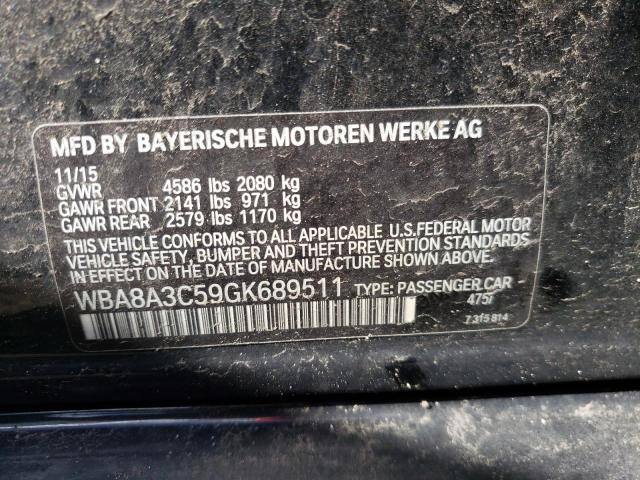 MFD BY BAYERISCHE MOTOREN WERKE AG
11/15
GVWR 4586 lbs 2080 kg
GAWR FRONT 2141 lbs 971 kg
GAWR REAR 2579 lbs 1170 kg
THIS VEHICLE CONFORMS TO ALL APPLICABLE U.S.FEDERAL MOTOR
VEHICLE SAFETY, BUMPER AND THEFT PREVENTION STANDARDS
IN EFFECT ON THE DATE OF MANUFACTURE SHOWN ABOVE.
WBA8A3C59GK689511 TYPE: PASSENGER CAR
475/
7 315 814